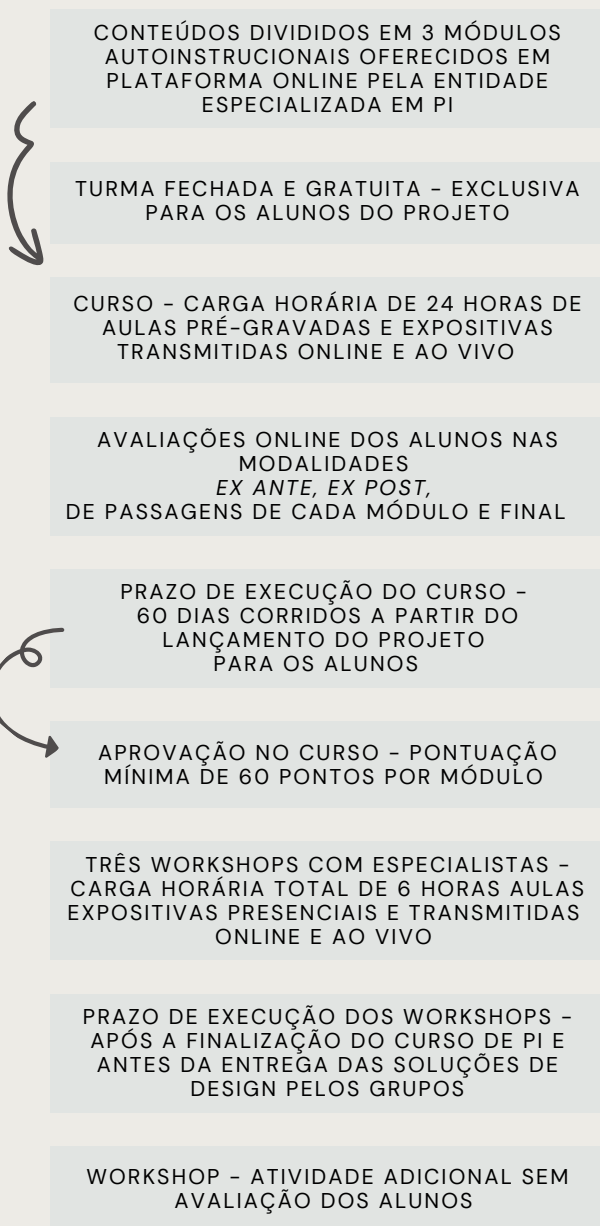 CONTEÚDOS DIVIDIDOS EM 3 MÓDULOS
AUTOINSTRUCIONAIS OFERECIDOS EM
PLATAFORMA ONLINE PELA ENTIDADE
ESPECIALIZADA EM PI
TURMA FECHADA E GRATUITA - EXCLUSIVA
PARA OS ALUNOS DO PROJETO
CURSO - CARGA HORÁRIA DE 24 HORAS DE
AULAS PRÉ-GRAVADAS E EXPOSITIVAS
TRANSMITIDAS ONLINE E AO VIVO
AVALIAÇÕES ONLINE DOS ALUNOS NAS
MODALIDADES
EX ANTE, EX POST,
DE PASSAGENS DE CADA MÓDULO E FINAL
PRAZO DE EXECUÇÃO DO CURSO -
60 DIAS CORRIDOS A PARTIR DO
LANÇAMENTO DO PROJETO
PARA OS ALUNOS
APROVAÇÃO NO CURSO - PONTUAÇÃO
MÍNIMA DE 60 PONTOS POR MÓDULO
TRÊS WORKSHOPS COM ESPECIALISTAS -
CARGA HORÁRIA TOTAL DE 6 HORAS AULAS
EXPOSITIVAS PRESENCIAIS E TRANSMITIDAS
ONLINE E AO VIVO
PRAZO DE EXECUÇÃO DOS WORKSHOPS -
APÓS A FINALIZAÇÃO DO CURSO DE PI E
ANTES DA ENTREGA DAS SOLUÇÕES DE
DESIGN PELOS GRUPOS
WORKSHOP - ATIVIDADE ADICIONAL SEM
AVALIAÇÃO DOS ALUNOS